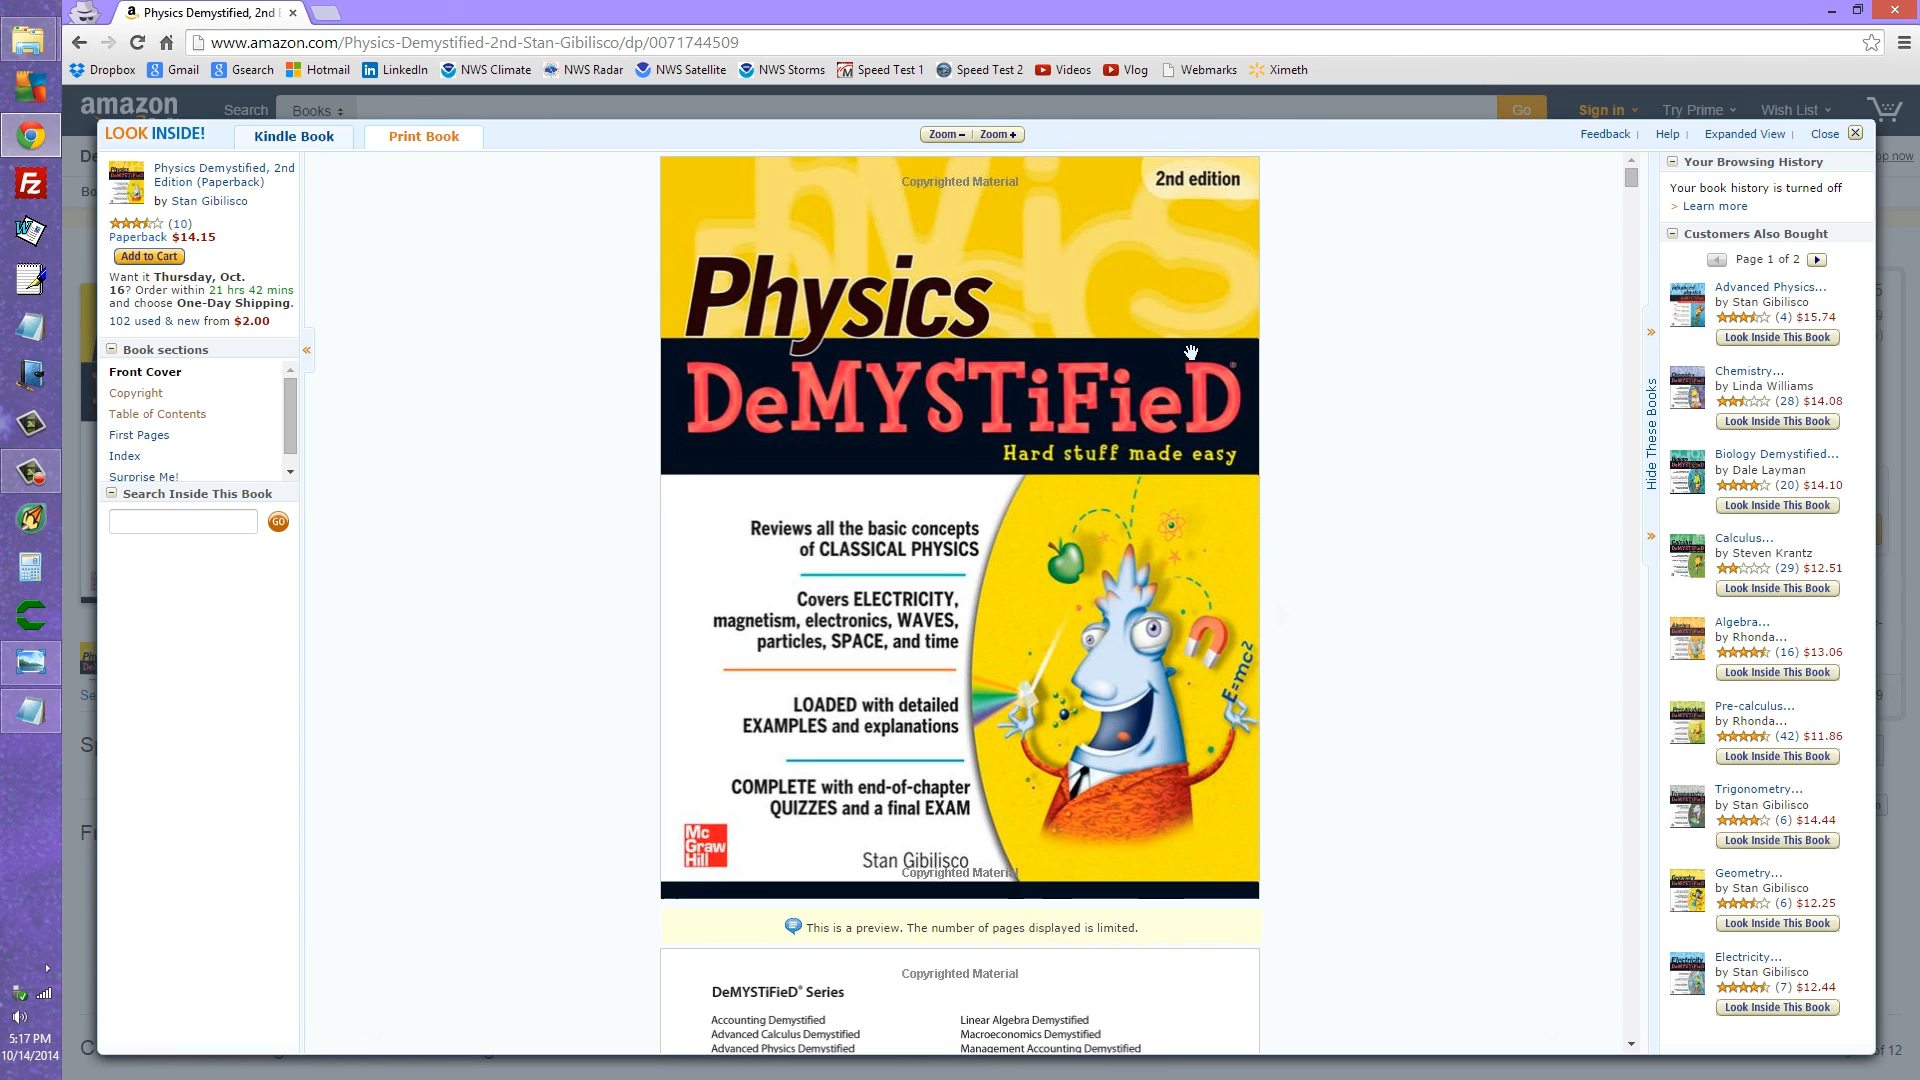 Physics Demystified, 2nd E
www.amazon.com/Physics-Demystified-2nd-Stan-Gibilisco/dp/0071744509
Dropbox Gmail Gsearch Hotmail LinkedIn NWS Climate NWS Radar NWS Satellite NWS Storms Speed Test 1 Speed Test 2 Videos Vlog Webmarks Ximeth
amazon Search Books Go Sign in Try Prime Wish List
LOOK INSIDE! Kindle Book Print Book Zoom – Zoom + Feedback Help Expanded View Close
Physics Demystified, 2nd
Edition (Paperback)
by Stan Gibilisco
(10)
Paperback $14.15
Add to Cart
Want it Thursday, Oct.
16? Order within 21 hrs 42 mins
and choose One-Day Shipping.
102 used & new from $2.00
Book sections
Front Cover
Copyright
Table of Contents
First Pages
Index
Surprise Me!
Search Inside This Book
GO
Copyrighted Material
2nd edition
Physics
DeMYSTiFieD®
Hard stuff made easy
Reviews all the basic concepts
of CLASSICAL PHYSICS
Covers ELECTRICITY,
magnetism, electronics, WAVES,
particles, SPACE, and time
LOADED with detailed
EXAMPLES and explanations
COMPLETE with end-of-chapter
QUIZZES and a final EXAM
E=mc²
Mc
Graw
Hill
Stan Gibilisco
Copyrighted Material
This is a preview. The number of pages displayed is limited.
Copyrighted Material
DeMYSTiFieD® Series
Accounting Demystified
Advanced Calculus Demystified
Advanced Physics Demystified
Linear Algebra Demystified
Macroeconomics Demystified
Management Accounting Demystified
Hide These Books
Your Browsing History
Your book history is turned off
> Learn more
Customers Also Bought
Page 1 of 2
Advanced Physics...
by Stan Gibilisco
(4) $15.74
Look Inside This Book
Chemistry...
by Linda Williams
(28) $14.08
Look Inside This Book
Biology Demystified...
by Dale Layman
(20) $14.10
Look Inside This Book
Calculus...
by Steven Krantz
(29) $12.51
Look Inside This Book
Algebra...
by Rhonda...
(16) $13.06
Look Inside This Book
Pre-calculus...
by Rhonda...
(42) $11.86
Look Inside This Book
Trigonometry...
by Stan Gibilisco
(6) $14.44
Look Inside This Book
Geometry...
by Stan Gibilisco
(6) $12.25
Look Inside This Book
Electricity...
by Stan Gibilisco
(7) $12.44
Look Inside This Book
of 12
5:17 PM
10/14/2014